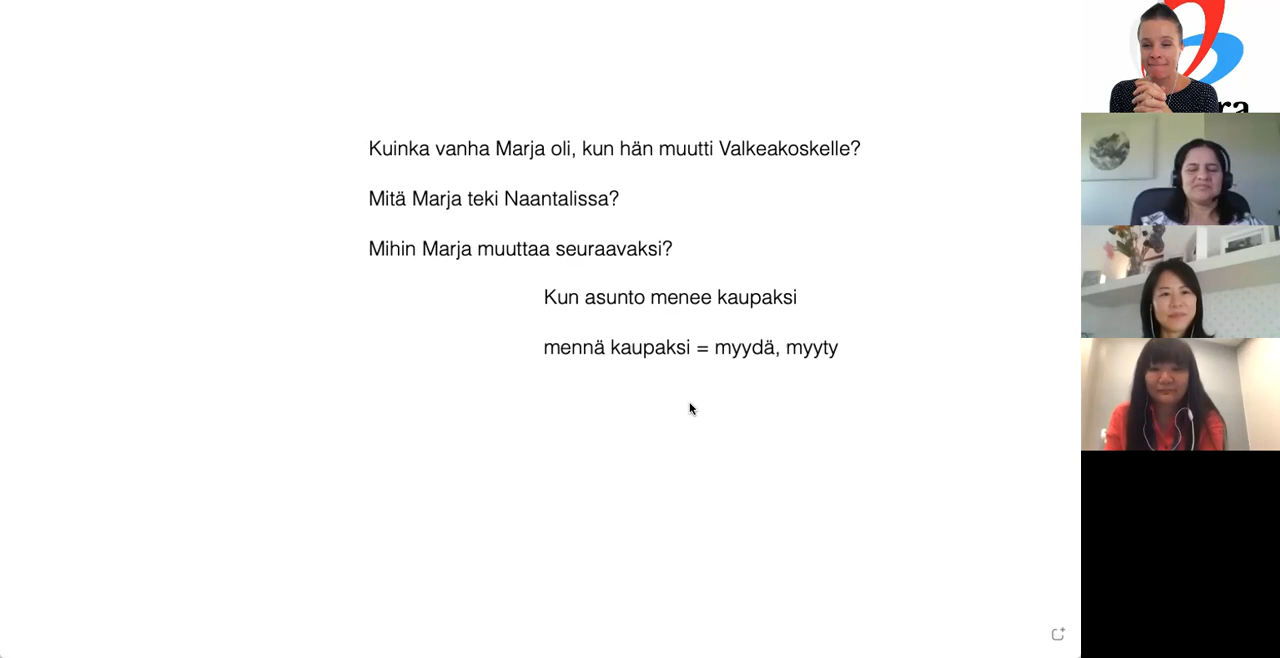 Kuinka vanha Marja oli, kun hän muutti Valkeakoskelle?
Mitä Marja teki Naantalissa?
Mihin Marja muuttaa seuraavaksi?
Kun asunto menee kaupaksi
mennä kaupaksi = myydä, myyty